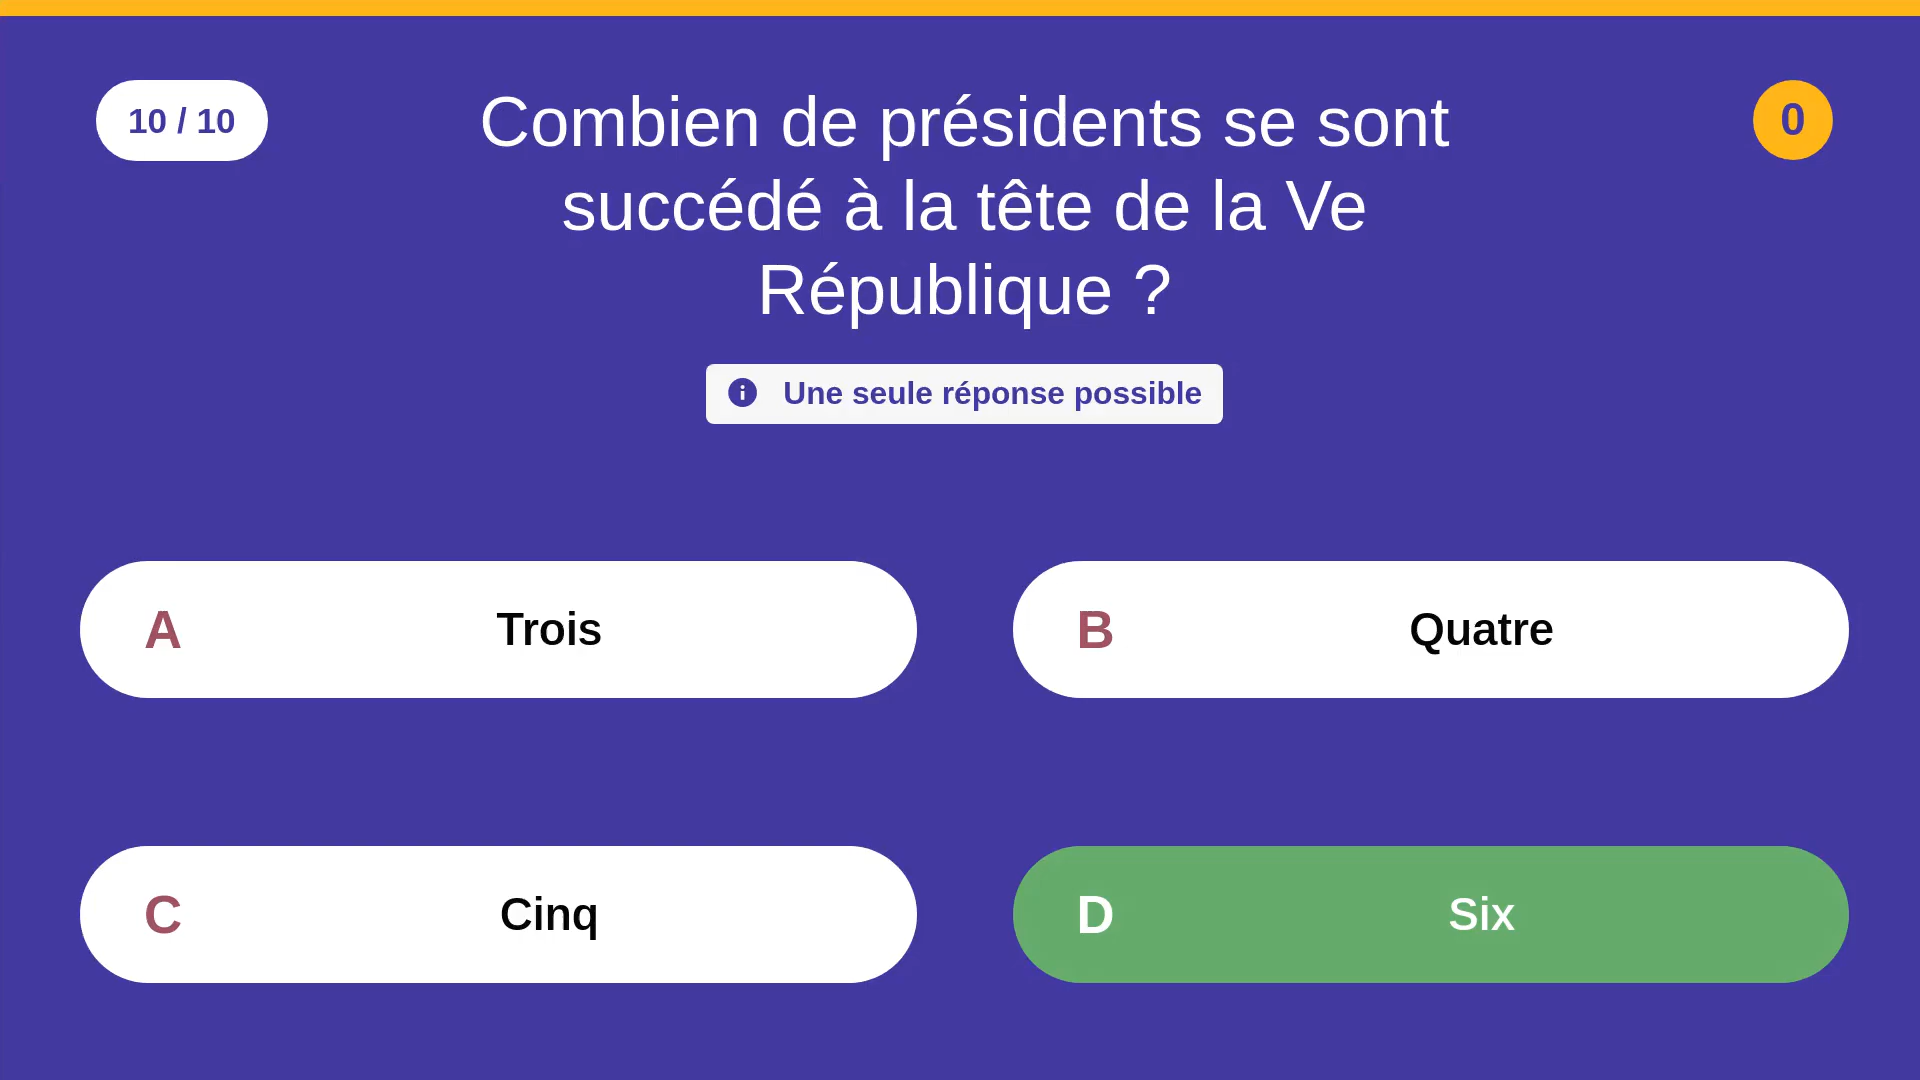 10 / 10
Combien de présidents se sont
succédé à la tête de la Ve
République ?
0
Une seule réponse possible
A Trois
B Quatre
C Cinq
D Six